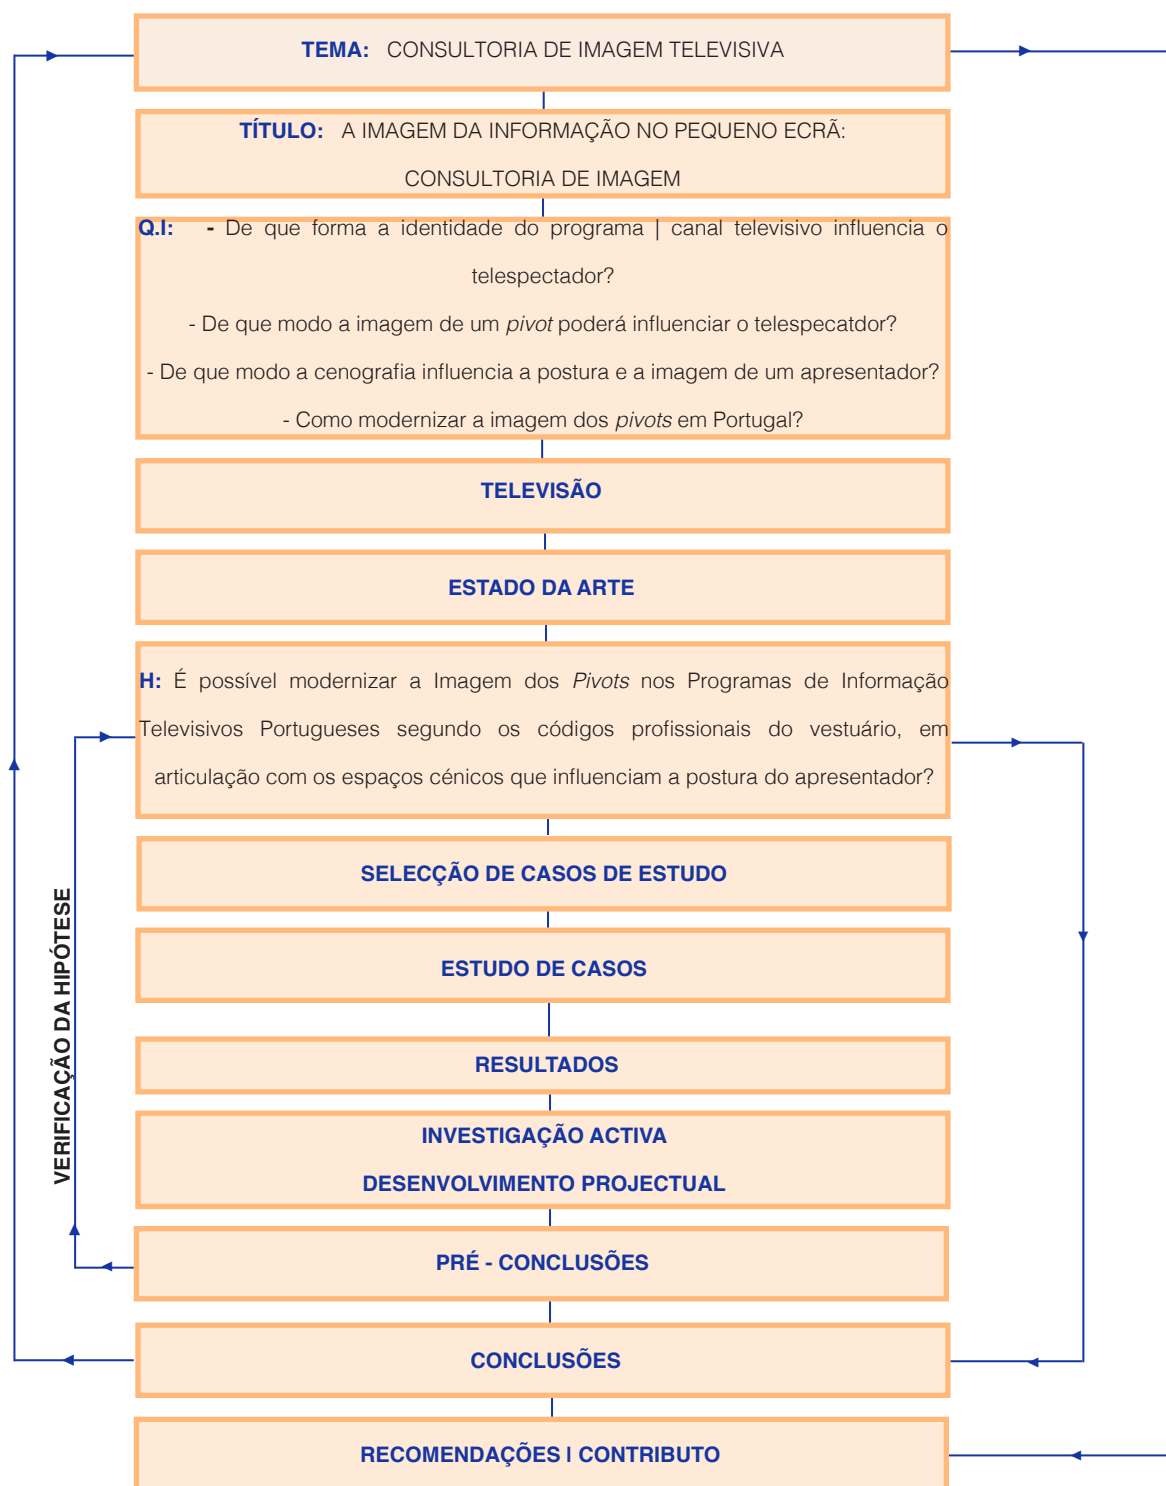 TEMA: CONSULTORIA DE IMAGEM TELEVISIVA
TÍTULO: A IMAGEM DA INFORMAÇÃO NO PEQUENO ECRÃ:
CONSULTORIA DE IMAGEM
Q.I: - De que forma a identidade do programa | canal televisivo influencia o
telespectador?
- De que modo a imagem de um pivot poderá influenciar o telespecatdor?
- De que modo a cenografia influencia a postura e a imagem de um apresentador?
- Como modernizar a imagem dos pivots em Portugal?
TELEVISÃO
ESTADO DA ARTE
H: É possível modernizar a Imagem dos Pivots nos Programas de Informação
Televisivos Portugueses segundo os códigos profissionais do vestuário, em
articulação com os espaços cénicos que influenciam a postura do apresentador?
SELECÇÃO DE CASOS DE ESTUDO
ESTUDO DE CASOS
RESULTADOS
INVESTIGAÇÃO ACTIVA
DESENVOLVIMENTO PROJECTUAL
PRÉ - CONCLUSÕES
CONCLUSÕES
RECOMENDAÇÕES I CONTRIBUTO
VERIFICAÇÃO DA HIPÓTESE